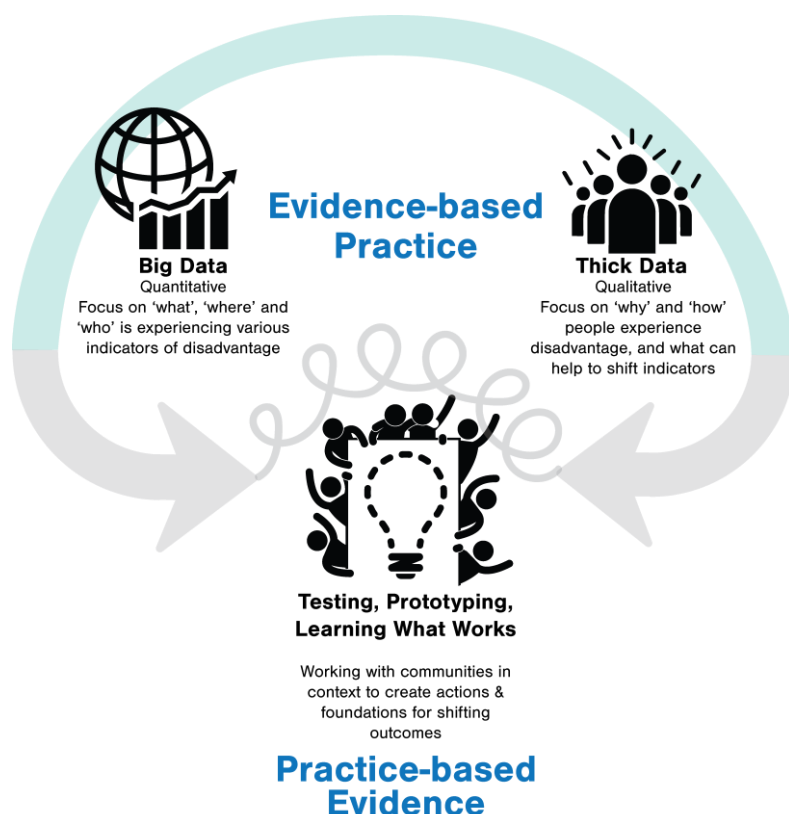 Evidence-based
Practice
Big Data
Quantitative
Focus on ‘what’, ‘where’ and
‘who’ is experiencing various
indicators of disadvantage
Thick Data
Qualitative
Focus on ‘why’ and ‘how’
people experience
disadvantage, and what can
help to shift indicators
Testing, Prototyping,
Learning What Works
Working with communities in
context to create actions &
foundations for shifting
outcomes
Practice-based
Evidence